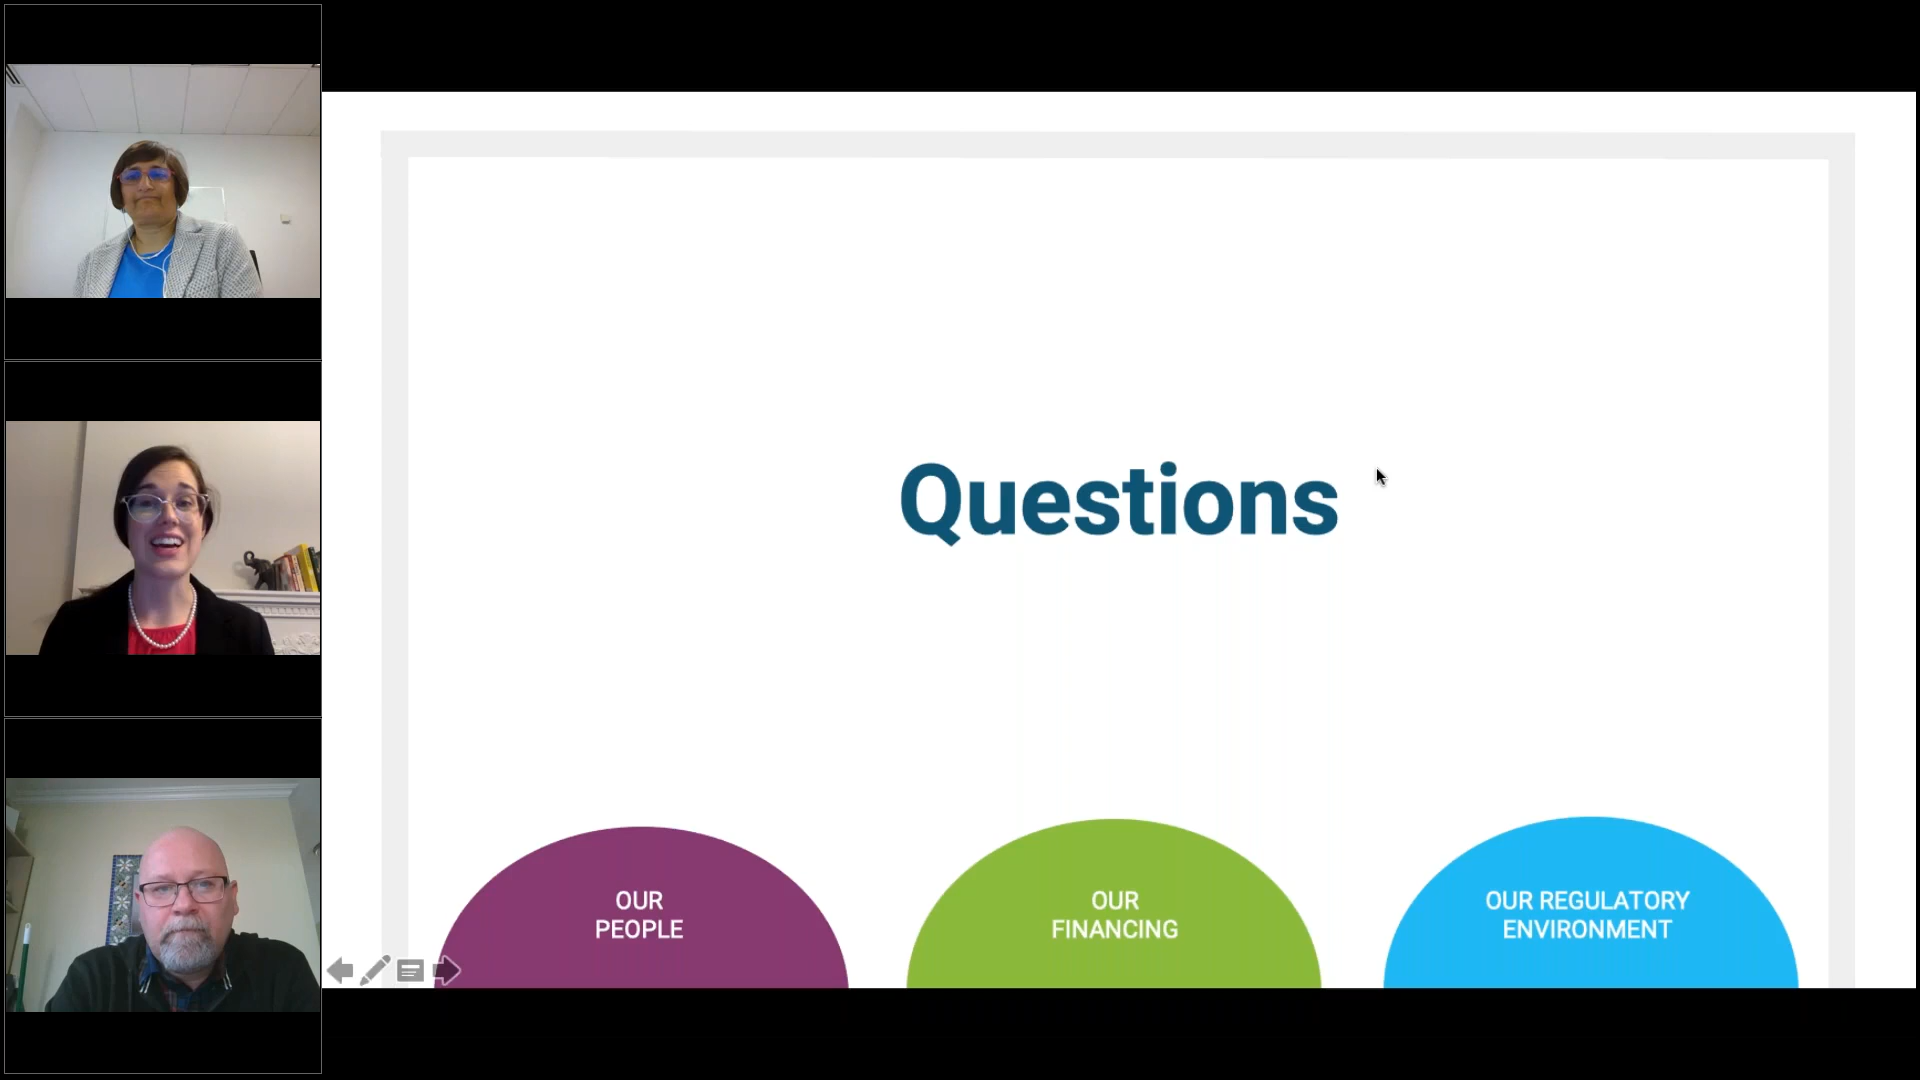 Questions
OUR
PEOPLE
OUR
FINANCING
OUR REGULATORY
ENVIRONMENT